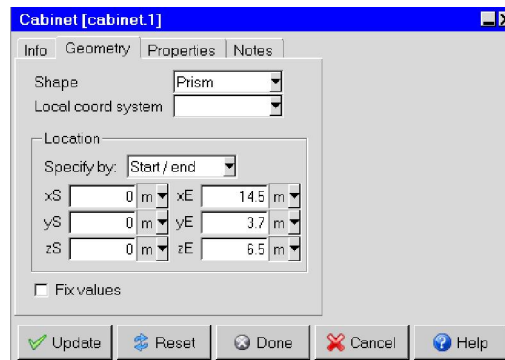 Cabinet [cabinet.1]
Info Geometry Properties Notes
Shape Prism
Local coord system
Location
Specify by: Start / end
xS 0 m xE 14.5 m
yS 0 m yE 3.7 m
zS 0 m zE 6.5 m
Fix values
Update Reset Done Cancel Help